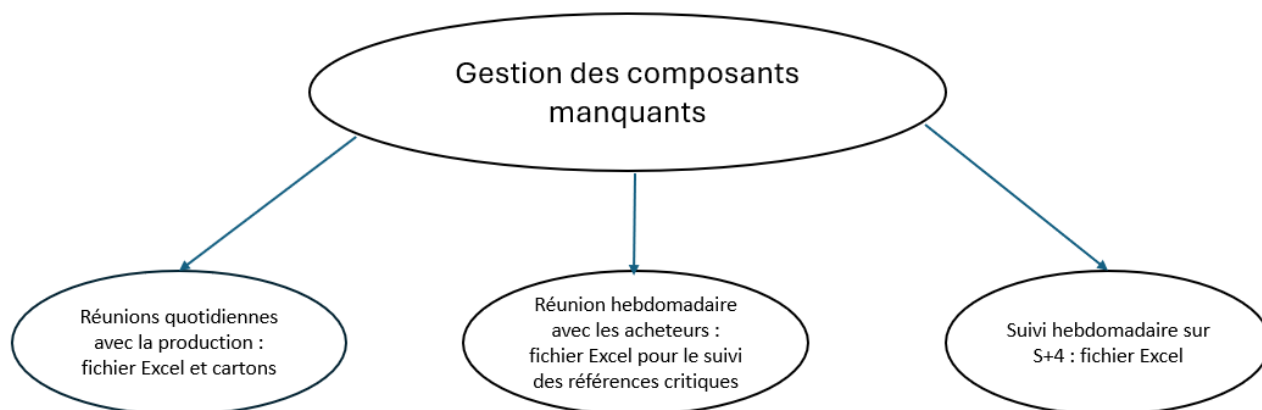 Gestion des composants
manquants
Réunions quotidiennes
avec la production :
fichier Excel et cartons
Réunion hebdomadaire
avec les acheteurs :
fichier Excel pour le suivi
des références critiques
Suivi hebdomadaire sur
S+4 : fichier Excel